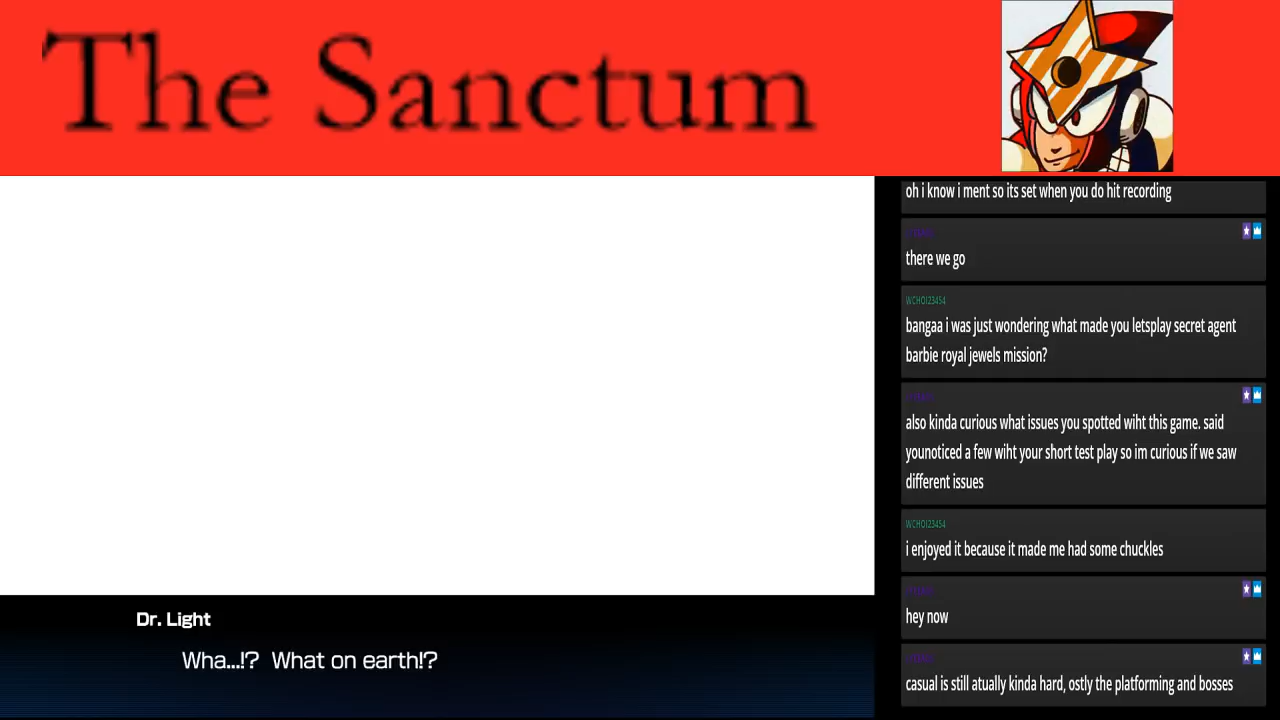 The Sanctum
oh i know i ment so its set when you do hit recording
there we go
WCHOI23454
bangaa i was just wondering what made you letsplay secret agent
barbie royal jewels mission?
also kinda curious what issues you spotted wiht this game. said
younoticed a few wiht your short test play so im curious if we saw
different issues
WCHOI23454
i enjoyed it because it made me had some chuckles
hey now
casual is still atually kinda hard, ostly the platforming and bosses
Dr. Light
Wha...!? What on earth!?